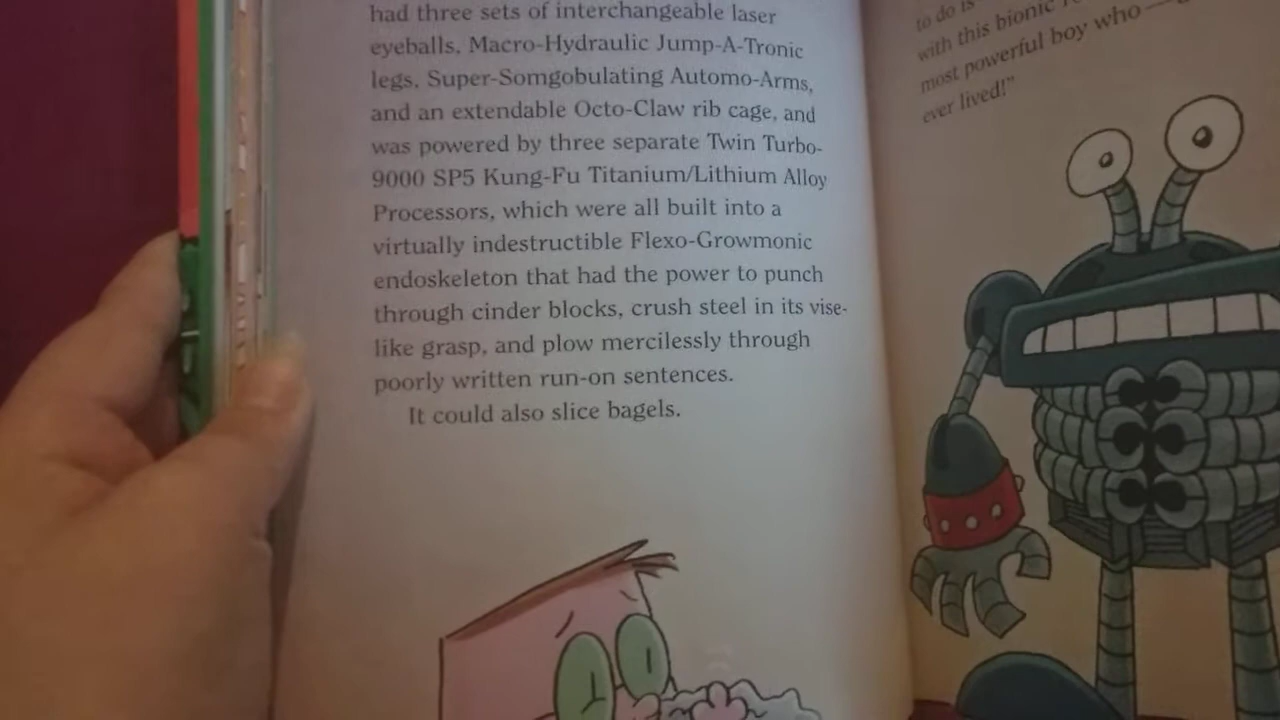 had three sets of interchangeable laser
eyeballs, Macro-Hydraulic Jump-A-Tronic
legs, Super-Somgobulating Automo-Arms,
and an extendable Octo-Claw rib cage, and
was powered by three separate Twin Turbo-
9000 SP5 Kung-Fu Titanium/Lithium Alloy
Processors, which were all built into a
virtually indestructible Flexo-Growmonic
endoskeleton that had the power to punch
through cinder blocks, crush steel in its vise-
like grasp, and plow mercilessly through
poorly written run-on sentences.
It could also slice bagels.
to do is
with this bionic
most powerful boy who—
ever lived!”